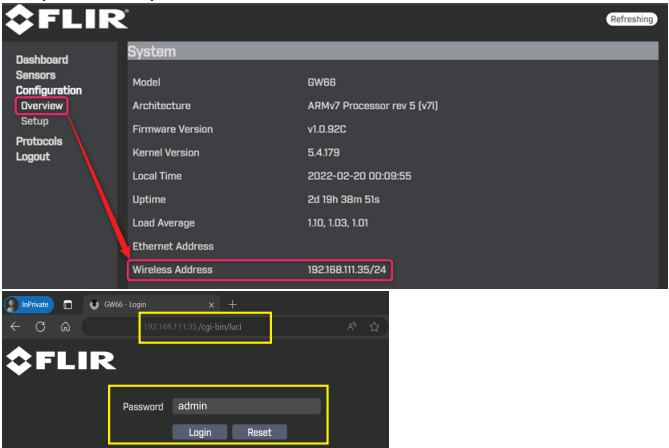 FLIR
Refreshing
System
Dashboard
Sensors
Configuration
Overview
Setup
Protocols
Logout
Model GW66
Architecture ARMv7 Processor rev 5 (v7l)
Firmware Version v1.0.92C
Kernel Version 5.4.179
Local Time 2022-02-20 00:09:55
Uptime 2d 19h 38m 51s
Load Average 1.10, 1.03, 1.01
Ethernet Address
Wireless Address 192.168.111.35/24
InPrivate
GW66 - Login
192.168.111.35/cgi-bin/luci
FLIR
Password admin
Login Reset